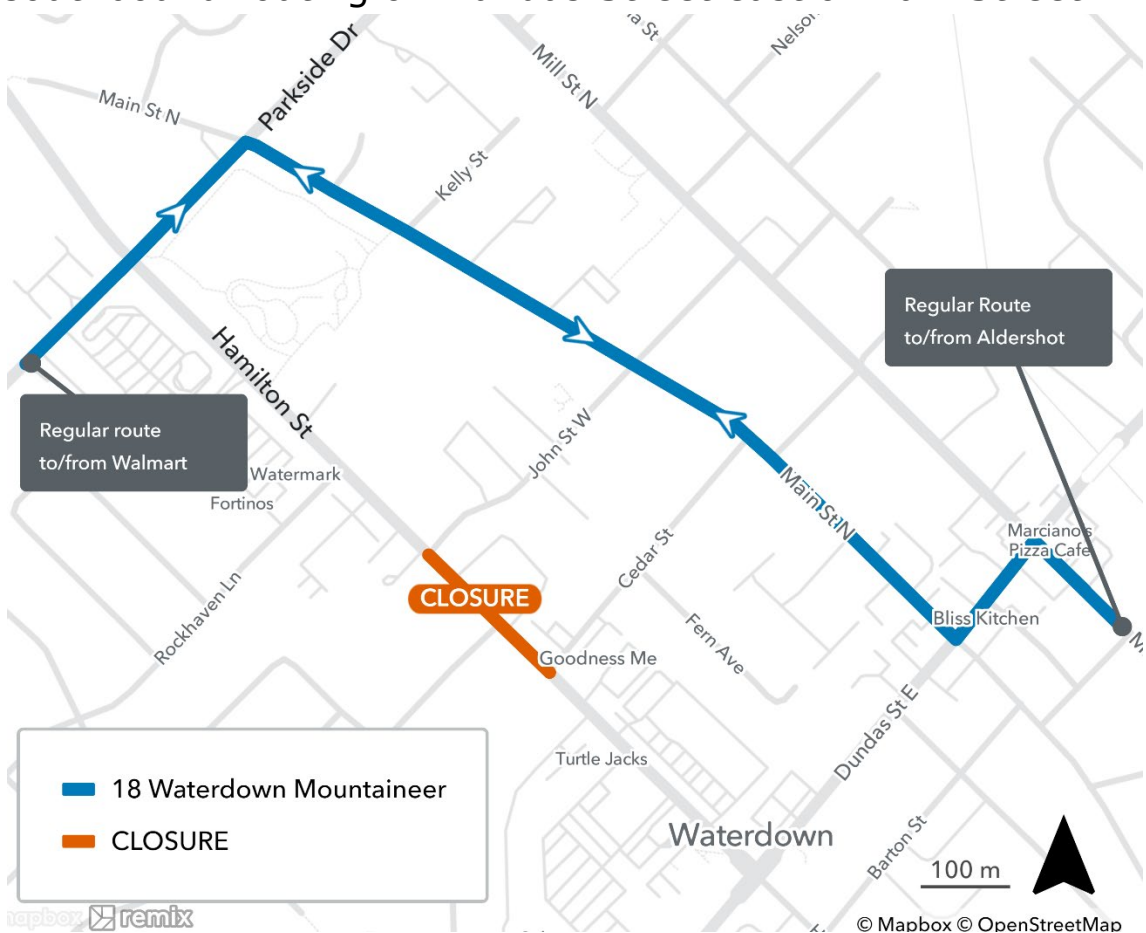 Parkside Dr
Main St N
Mill St N
Nelson
Kelly St
Hamilton St
Regular Route
to/from Aldershot
Regular route
to/from Walmart
Watermark
Fortinos
John St W
Main St N
Marciano's
Pizza Cafe
Cedar St
CLOSURE
Rockhaven Ln
Bliss Kitchen
Fern Ave
Goodness Me
Dundas St E
Turtle Jacks
18 Waterdown Mountaineer
CLOSURE
Waterdown
Barton St
100 m
remix
© Mapbox © OpenStreetMap